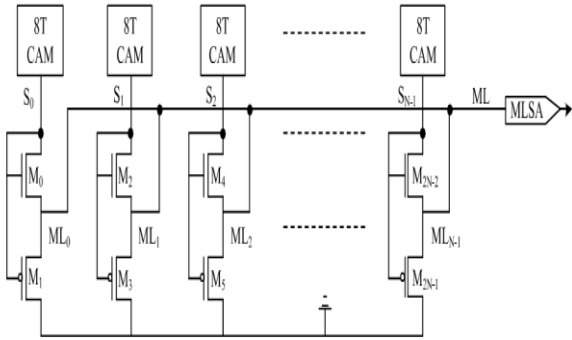 8T CAM
8T CAM
8T CAM
8T CAM
S0
S1
S2
SN-1
ML
MLSA
M0
M2
M4
M2N-2
ML0
ML1
ML2
MLN-1
M1
M3
M5
M2N-1